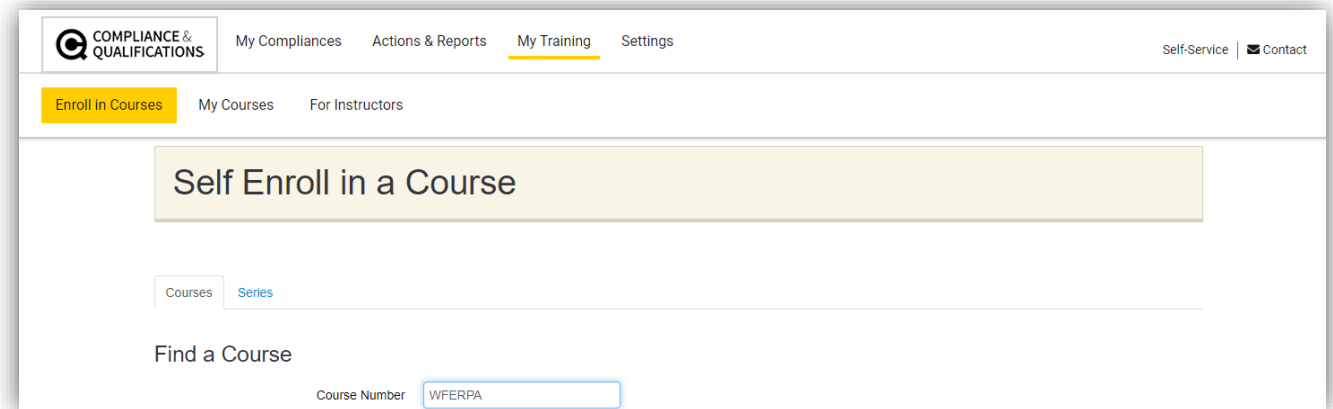 COMPLIANCE &
QUALIFICATIONS
My Compliances Actions & Reports My Training Settings
Self-Service Contact
Enroll in Courses My Courses For Instructors
Self Enroll in a Course
Courses Series
Find a Course
Course Number WFERPA